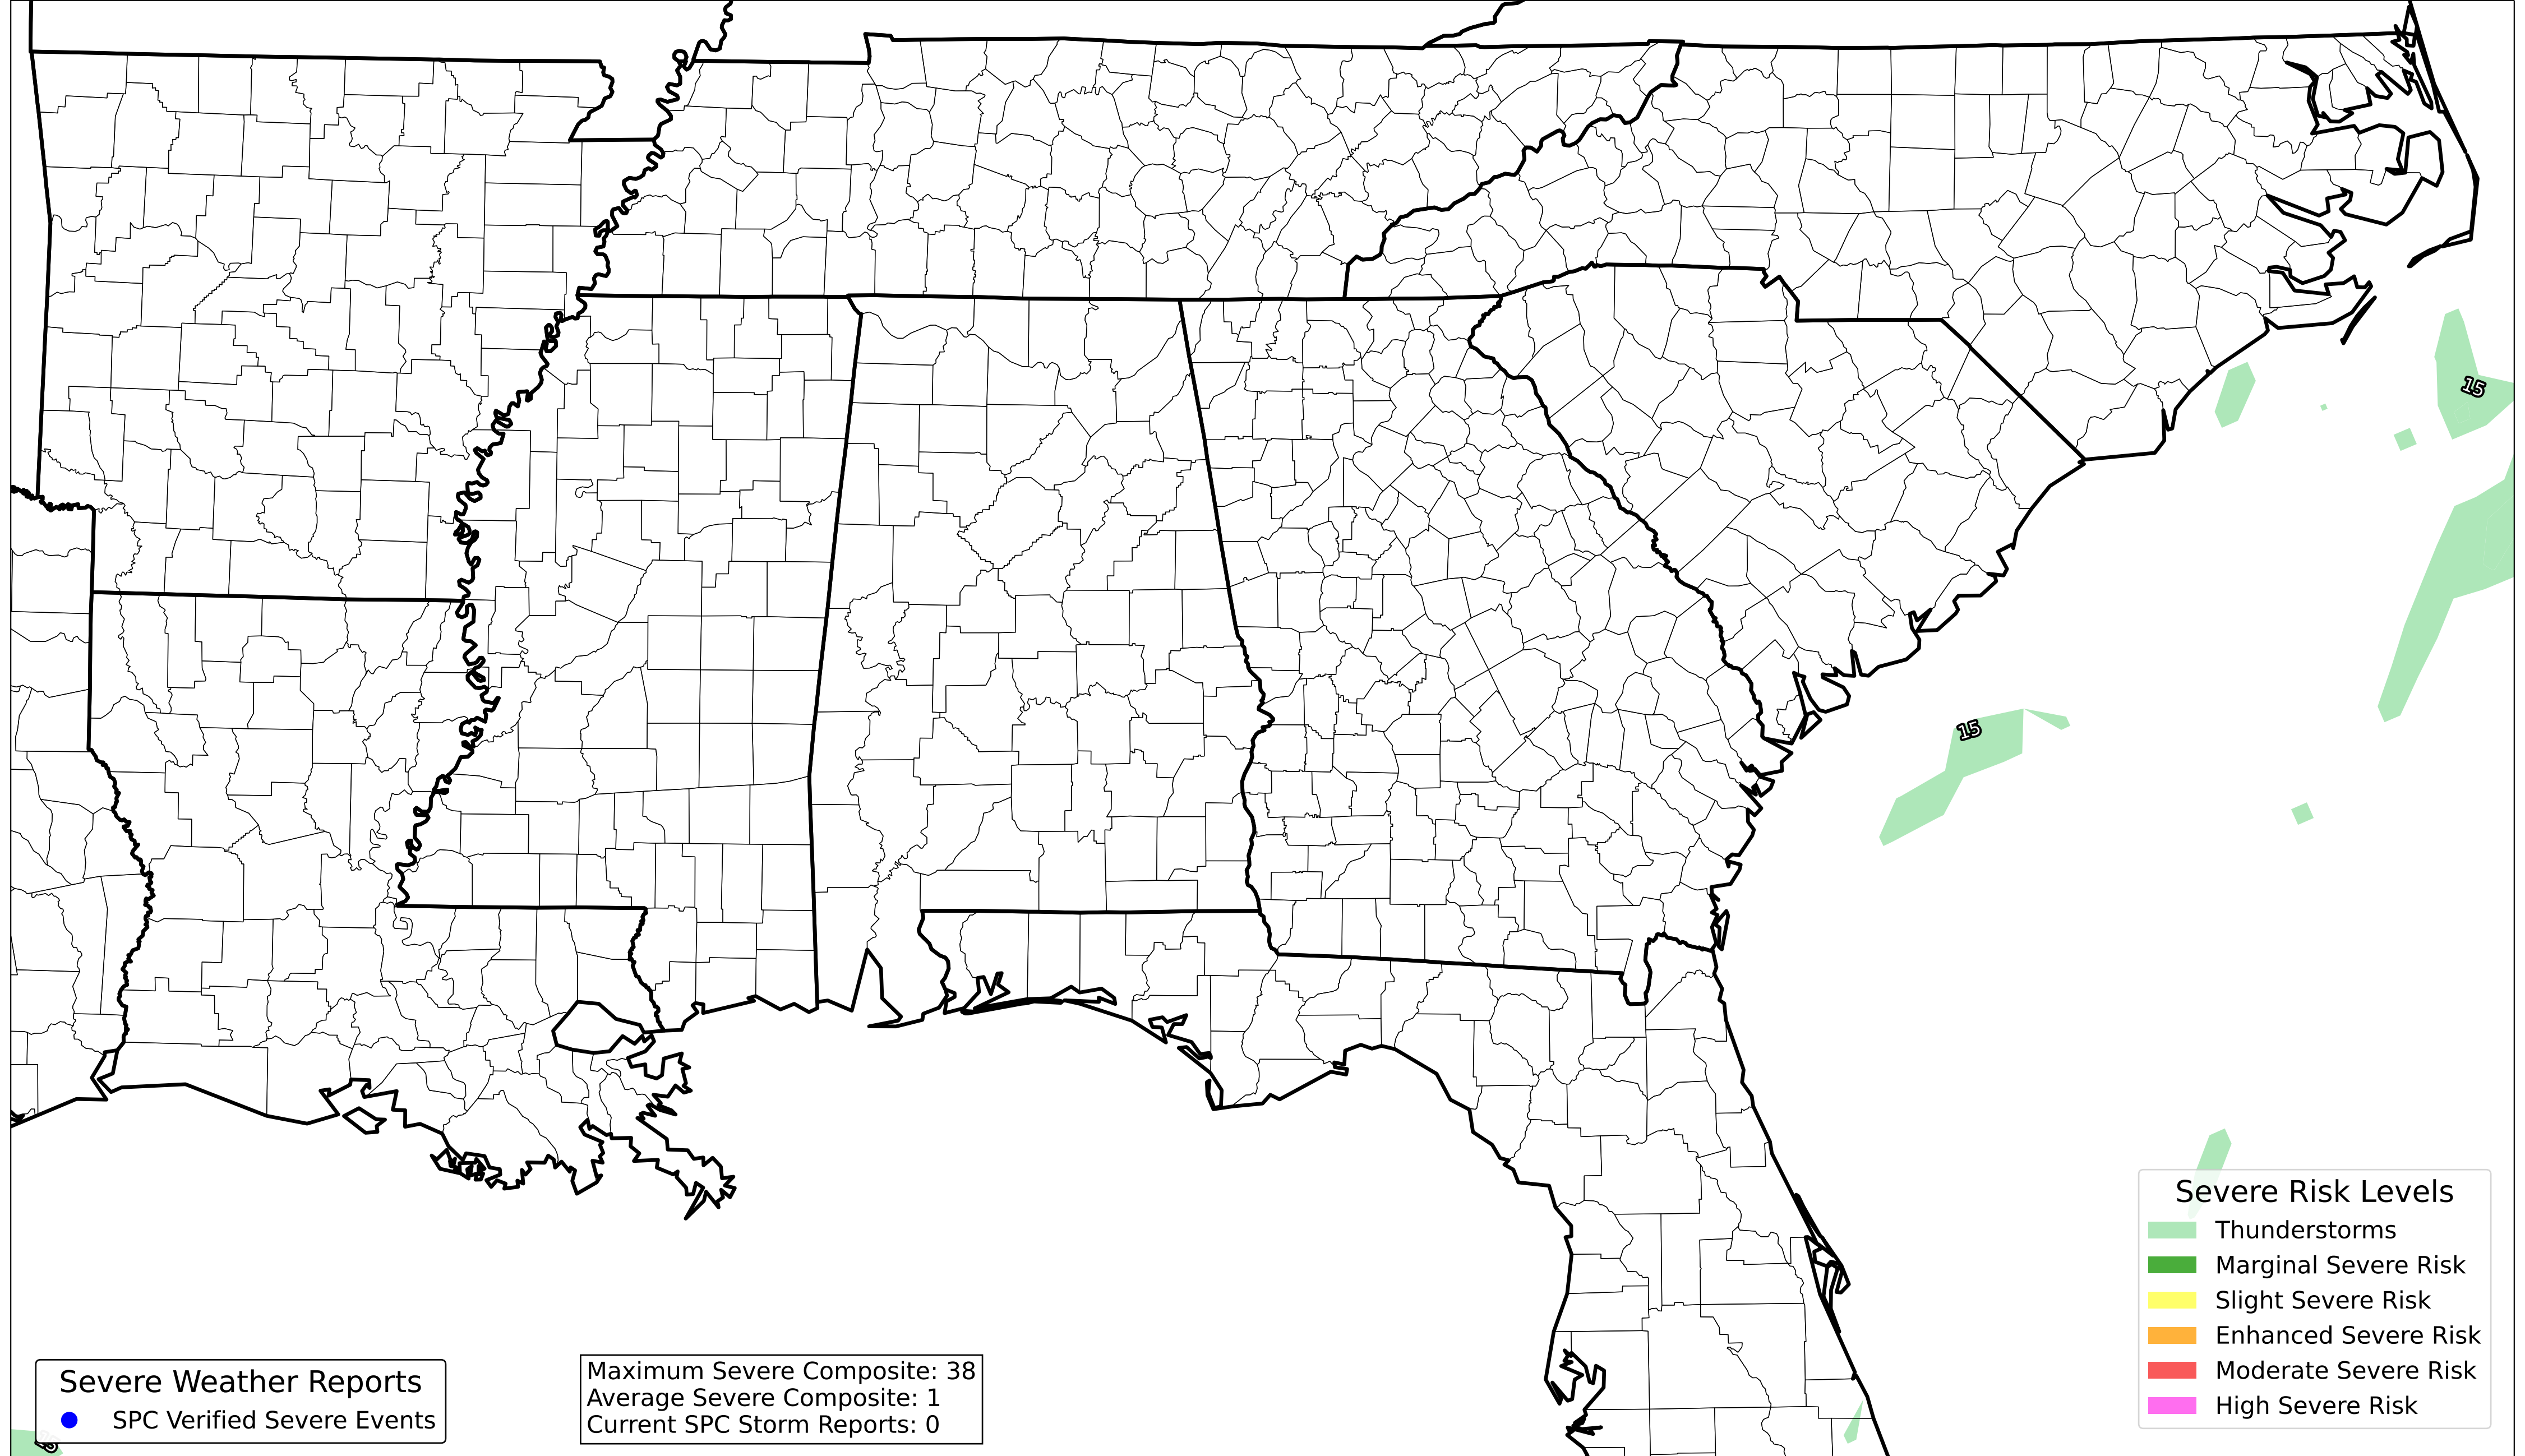 15
15
Severe Risk Levels
Thunderstorms
Marginal Severe Risk
Slight Severe Risk
Enhanced Severe Risk
Moderate Severe Risk
High Severe Risk
Maximum Severe Composite: 38
Average Severe Composite: 1
Current SPC Storm Reports: 0
Severe Weather Reports
SPC Verified Severe Events